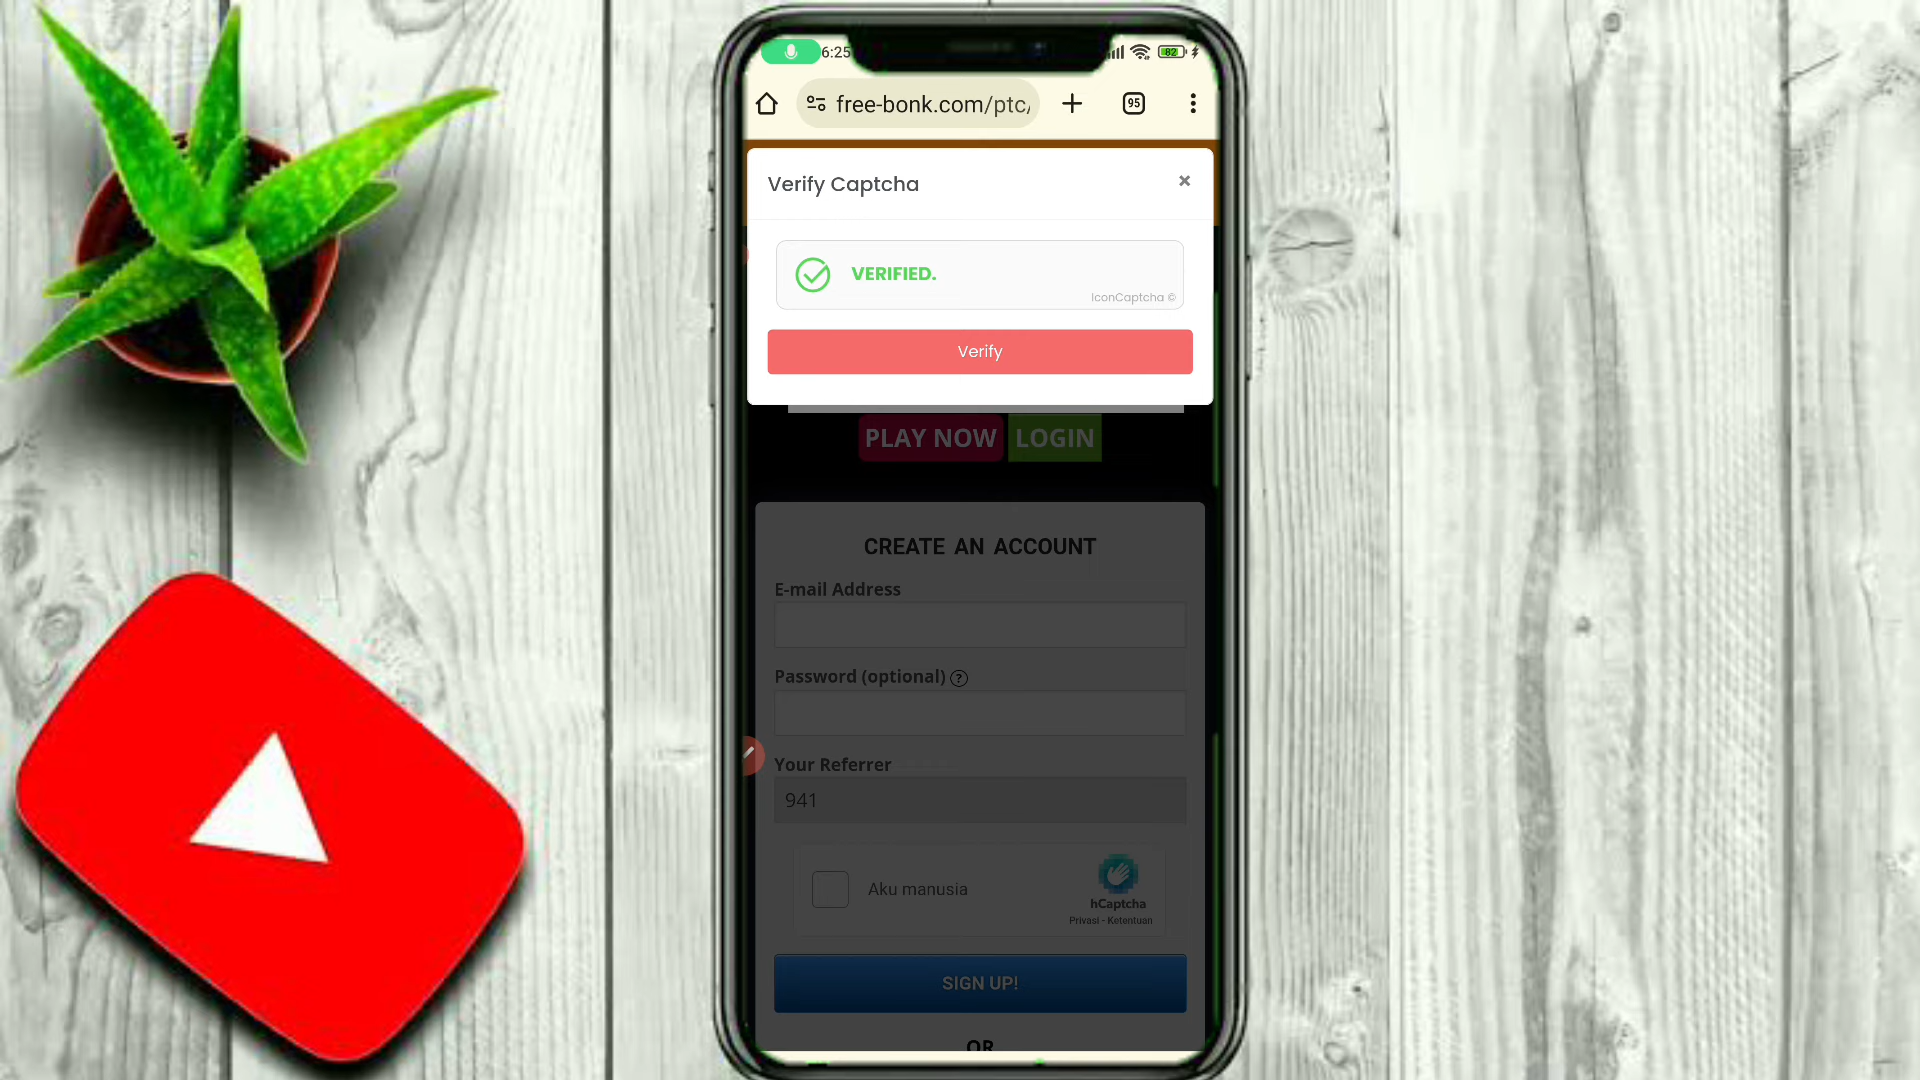 6:25
82
free-bonk.com/ptc/
95
Verify Captcha
×
VERIFIED.
IconCaptcha ©
Verify
PLAY NOW LOGIN
CREATE AN ACCOUNT
E-mail Address
Password (optional) ?
Your Referrer
941
Aku manusia
hCaptcha
Privasi - Ketentuan
SIGN UP!
OR